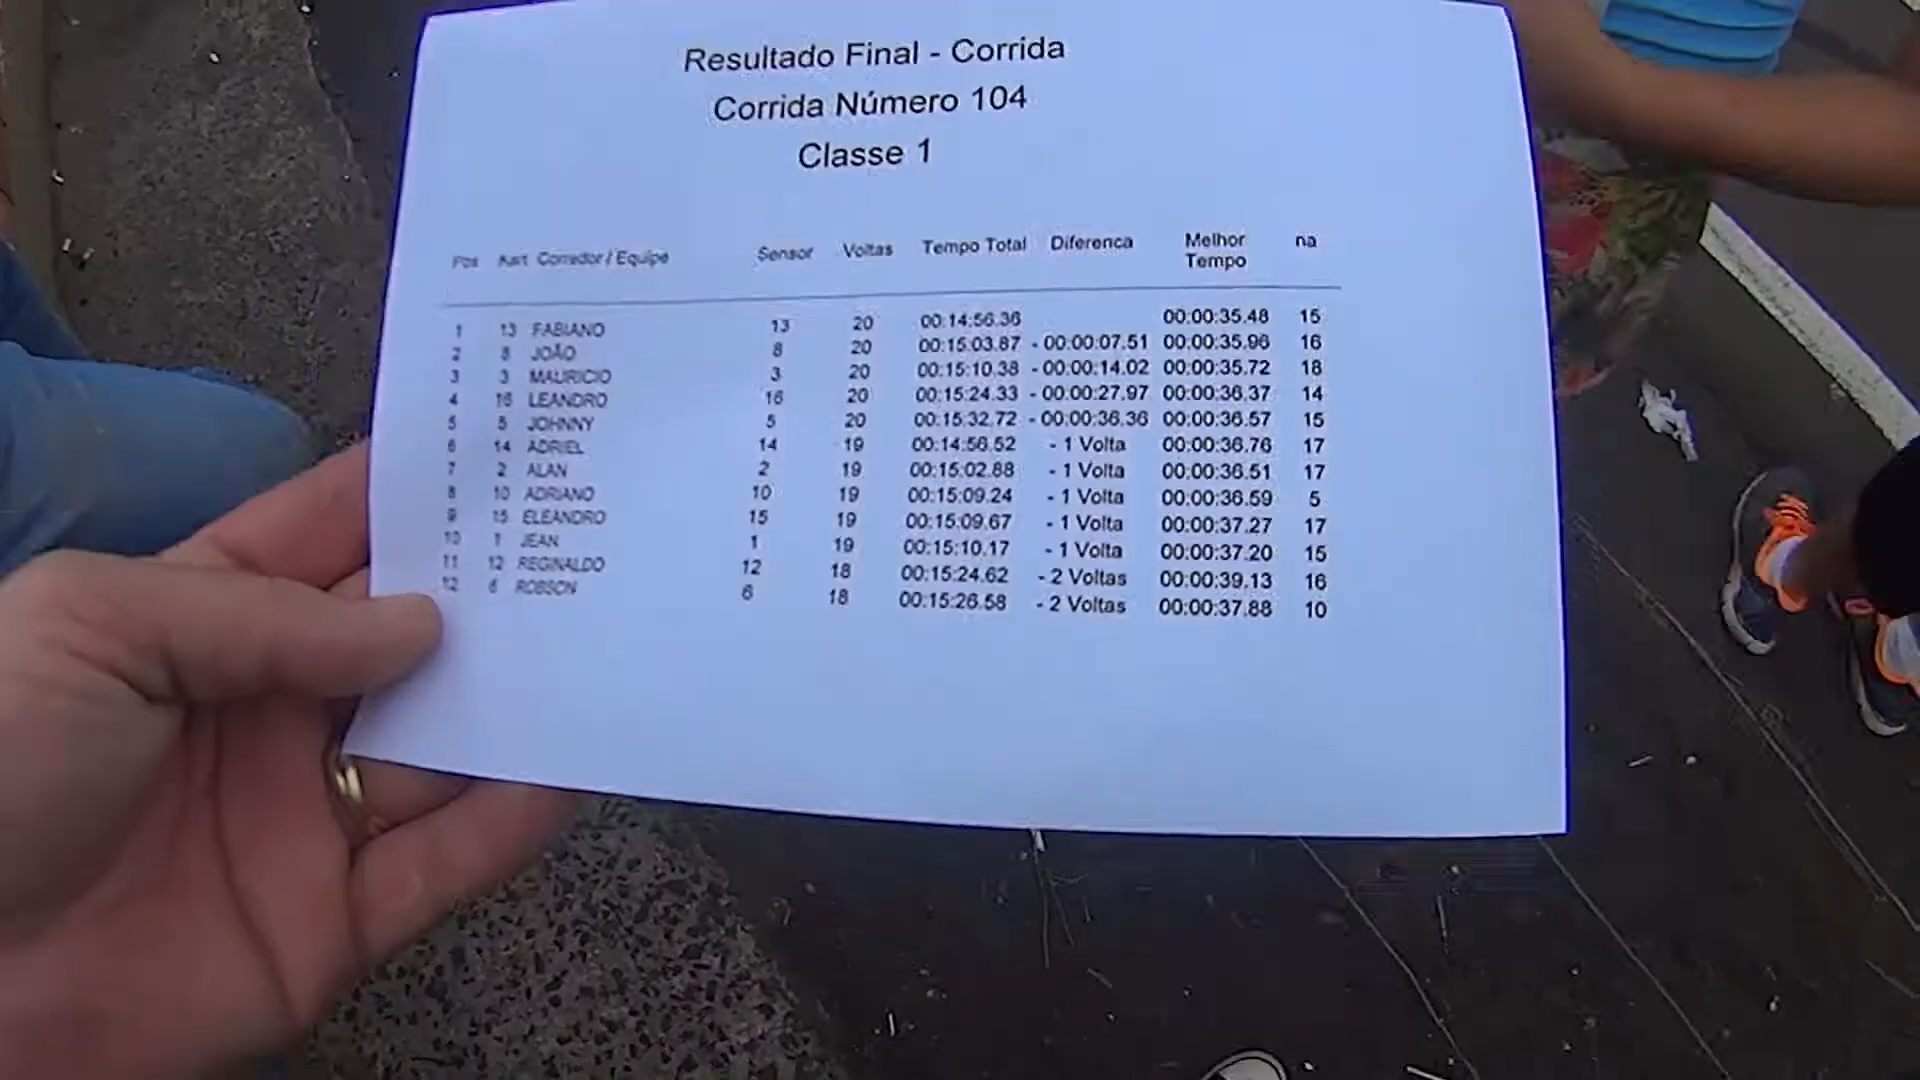 Resultado Final - Corrida
Corrida Número 104
Classe 1
Pos Kart Corredor / Equipe Sensor Voltas Tempo Total Diferenca Melhor Tempo na
1 13 FABIANO 13 20 00:14:56.36 00:00:35.48 15
2 8 JOÃO 8 20 00:15:03.87 - 00:00:07.51 00:00:35.96 16
3 3 MAURICIO 3 20 00:15:10.38 - 00:00:14.02 00:00:35.72 18
4 16 LEANDRO 16 20 00:15:24.33 - 00:00:27.97 00:00:36.37 14
5 5 JOHNNY 5 20 00:15:32.72 - 00:00:36.36 00:00:36.57 15
6 14 ADRIEL 14 19 00:14:56.52 - 1 Volta 00:00:36.76 17
7 2 ALAN 2 19 00:15:02.88 - 1 Volta 00:00:36.51 17
8 10 ADRIANO 10 19 00:15:09.24 - 1 Volta 00:00:36.59 5
9 15 ELEANDRO 15 19 00:15:09.67 - 1 Volta 00:00:37.27 17
10 1 JEAN 1 19 00:15:10.17 - 1 Volta 00:00:37.20 15
11 12 REGINALDO 12 18 00:15:24.62 - 2 Voltas 00:00:39.13 16
12 6 ROBSON 6 18 00:15:26.58 - 2 Voltas 00:00:37.88 10